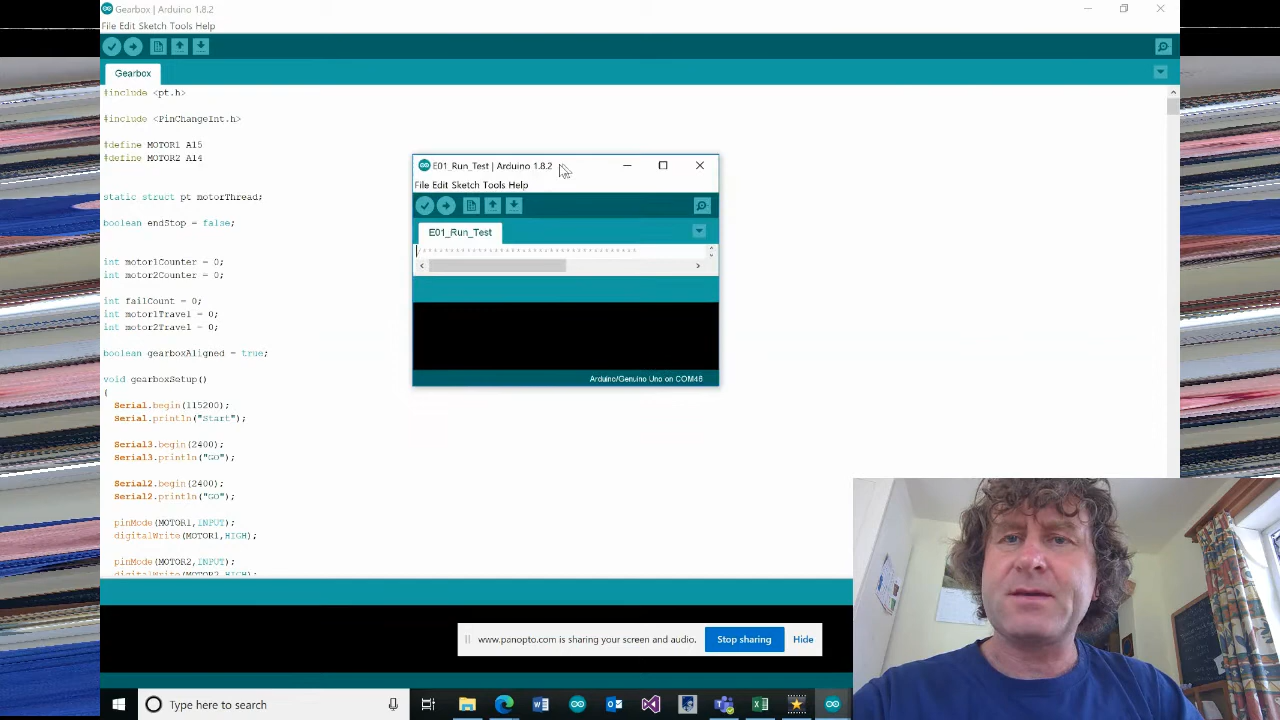 Gearbox | Arduino 1.8.2
File Edit Sketch Tools Help
Gearbox
#include <pt.h>
#include <PinChangeInt.h>
#define MOTOR1 A15
#define MOTOR2 A14
static struct pt motorThread;
boolean endStop = false;
int motor1Counter = 0;
int motor2Counter = 0;
int failCount = 0;
int motor1Travel = 0;
int motor2Travel = 0;
boolean gearboxAligned = true;
void gearboxSetup()
{
Serial.begin(115200);
Serial.println("Start");
Serial3.begin(2400);
Serial3.println("GO");
Serial2.begin(2400);
Serial2.println("GO");
pinMode(MOTOR1,INPUT);
digitalWrite(MOTOR1,HIGH);
pinMode(MOTOR2,INPUT);
digitalWrite(MOTOR2,HIGH);
E01_Run_Test | Arduino 1.8.2
File Edit Sketch Tools Help
E01_Run_Test
Arduino/Genuino Uno on COM46
www.panopto.com is sharing your screen and audio.
Stop sharing
Hide
Type here to search